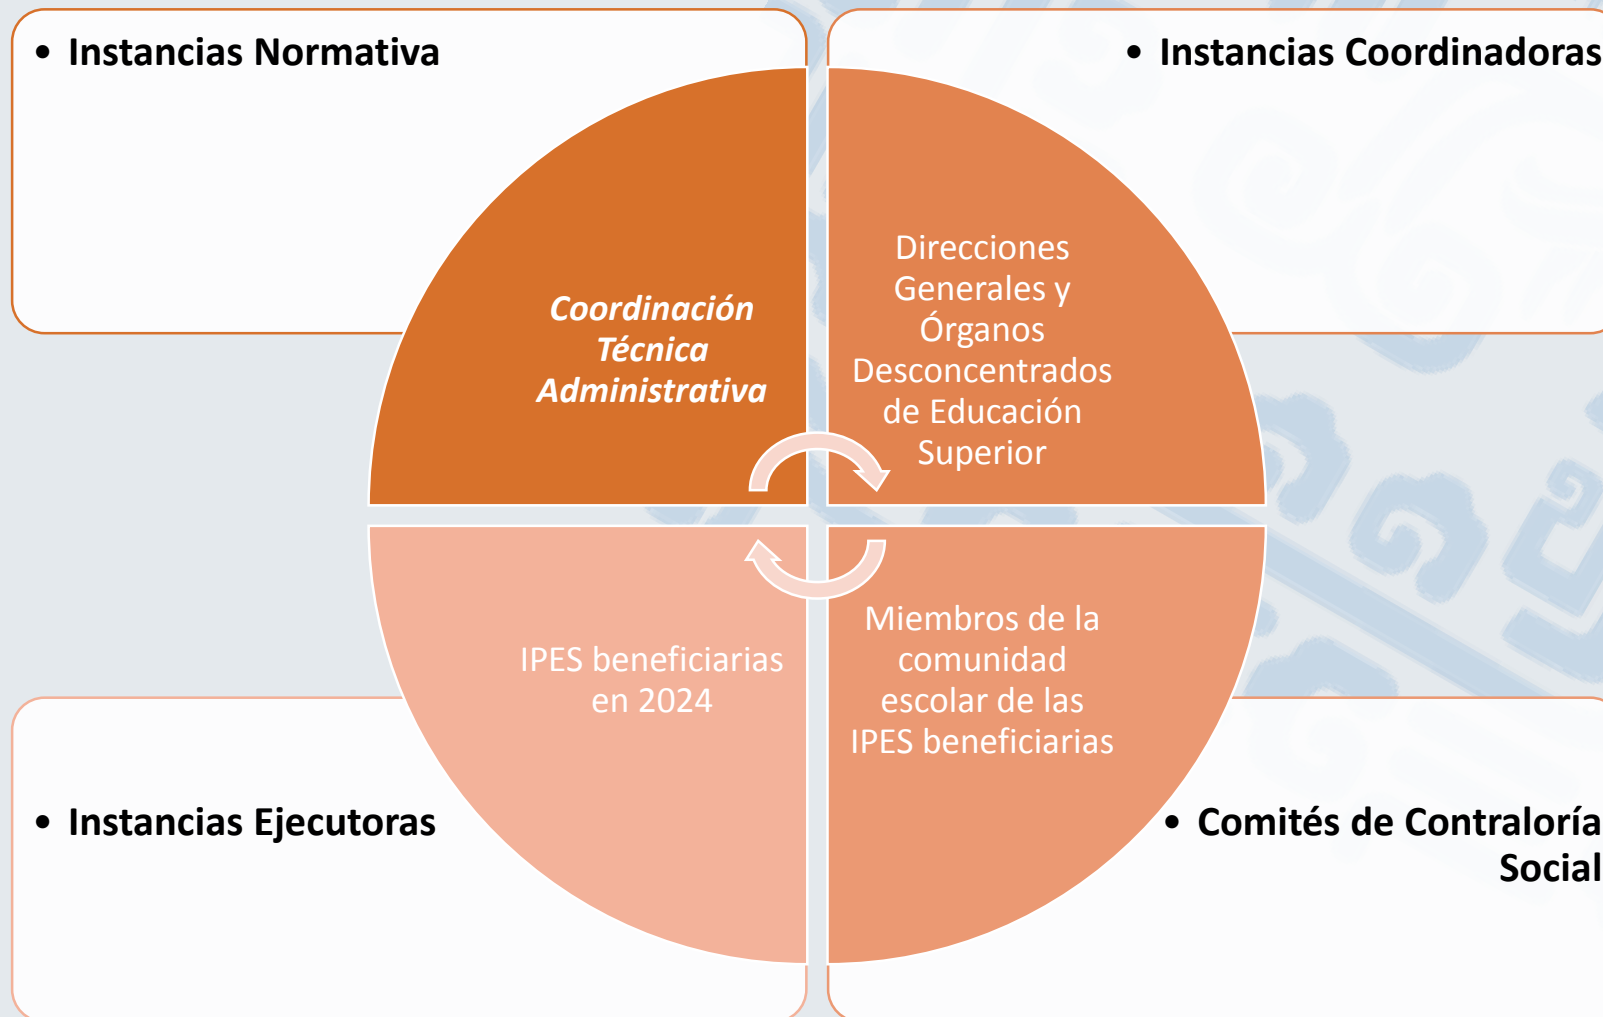 • Instancias Normativa
Coordinación
Técnica
Administrativa
• Instancias Coordinadoras
Direcciones
Generales y
Órganos
Desconcentrados
de Educación
Superior
IPES beneficiarias
en 2024
• Instancias Ejecutoras
Miembros de la
comunidad
escolar de las
IPES beneficiarias
• Comités de Contraloría
Social